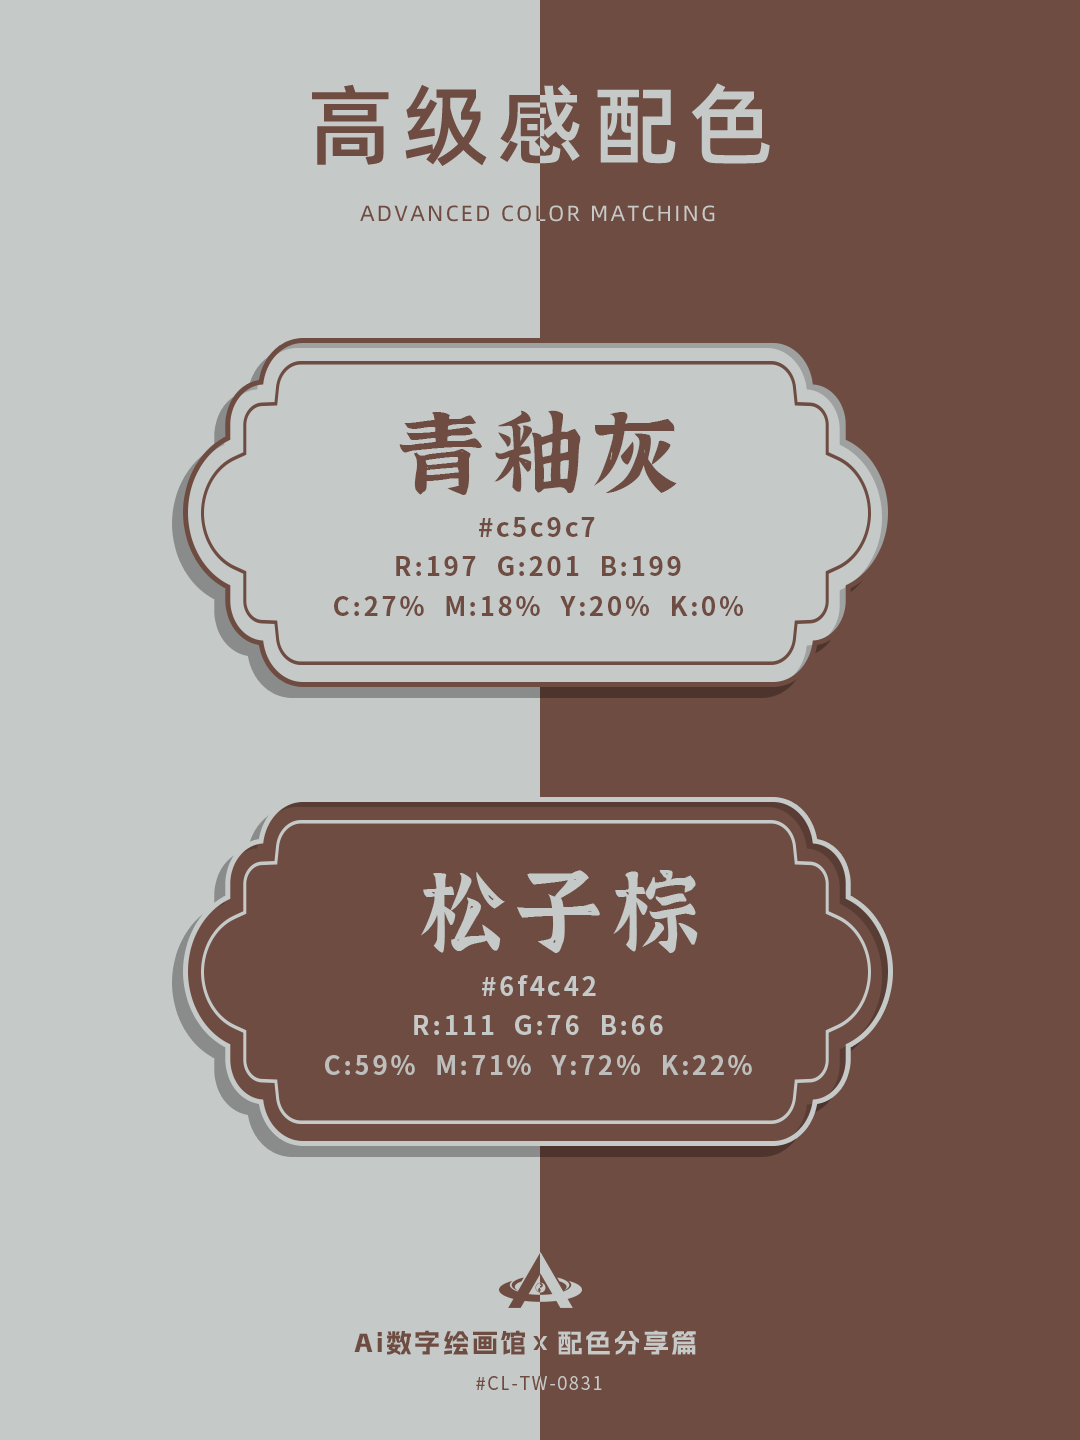 高级感配色
ADVANCED COLOR MATCHING
青釉灰
#c5c9c7
R:197 G:201 B:199
C:27% M:18% Y:20% K:0%
松子棕
#6f4c42
R:111 G:76 B:66
C:59% M:71% Y:72% K:22%
Ai数字绘画馆 x 配色分享篇
#CL-TW-0831